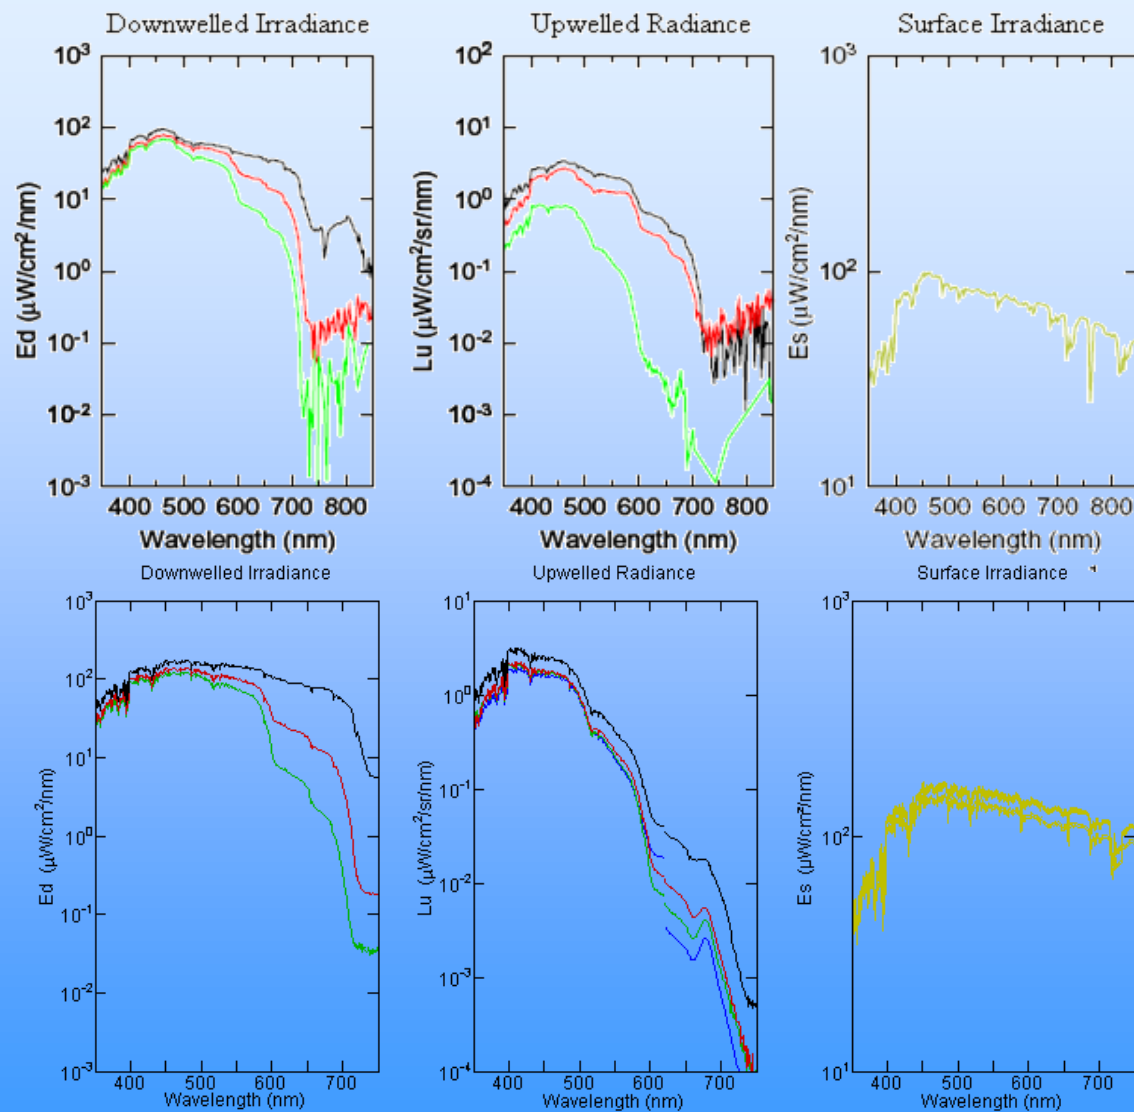 Downwelled Irradiance
Upwelled Radiance
Surface Irradiance
10³
10²
10¹
10⁰
10⁻¹
10⁻²
10⁻³
Ed (µW/cm²/nm)
400 500 600 700 800
Wavelength (nm)
10²
10¹
10⁰
10⁻¹
10⁻²
10⁻³
10⁻⁴
Lu (µW/cm²/sr/nm)
400 500 600 700 800
Wavelength (nm)
10³
10²
10¹
Es (µW/cm²/nm)
400 500 600 700 800
Wavelength (nm)
Downwelled Irradiance
Upwelled Radiance
Surface Irradiance
10³
10²
10¹
10⁰
10⁻¹
10⁻²
10⁻³
Ed (µW/cm²/nm)
400 500 600 700
Wavelength (nm)
10¹
10⁰
10⁻¹
10⁻²
10⁻³
10⁻⁴
Lu (µW/cm²/sr/nm)
400 500 600 700
Wavelength (nm)
10³
10²
10¹
Es (µW/cm²/nm)
400 500 600 700
Wavelength (nm)